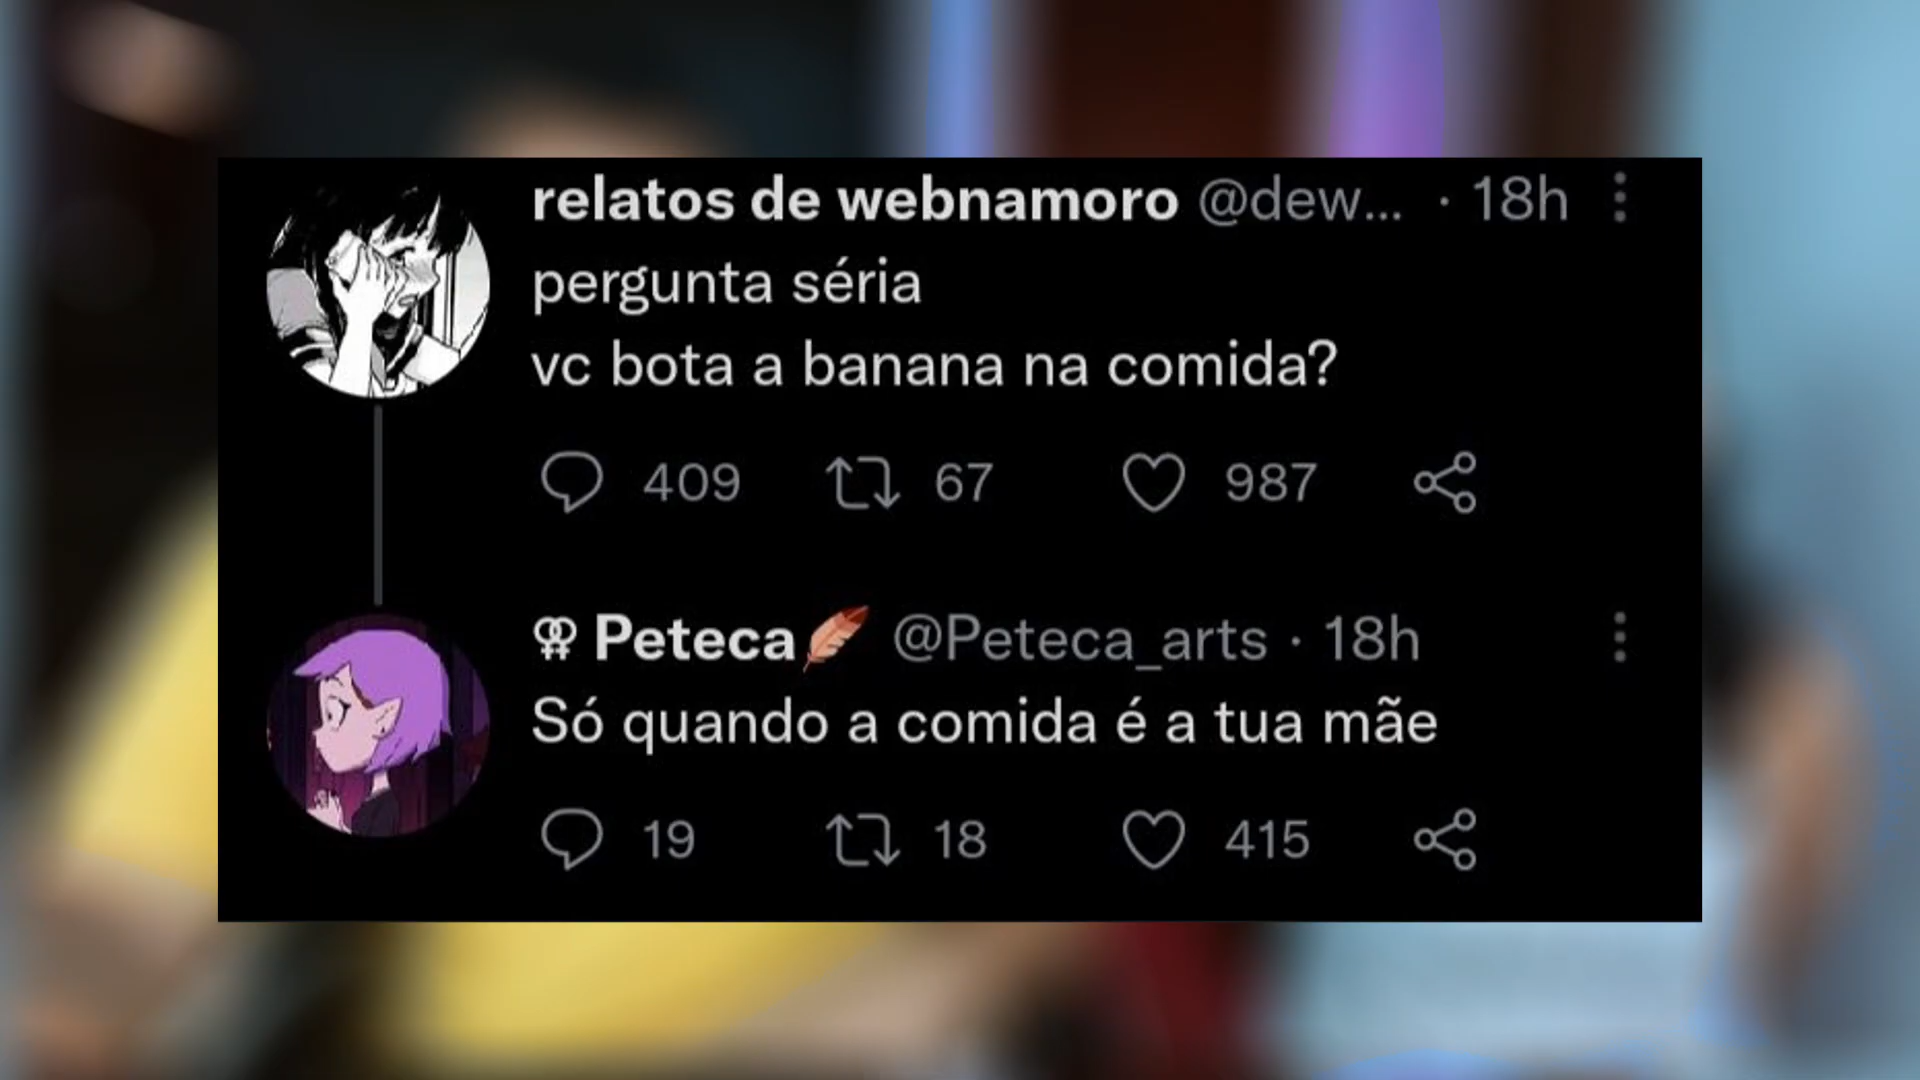 relatos de webnamoro @dew... · 18h
pergunta séria
vc bota a banana na comida?
409 67 987
⚢ Peteca🪶 @Peteca_arts · 18h
Só quando a comida é a tua mãe
19 18 415